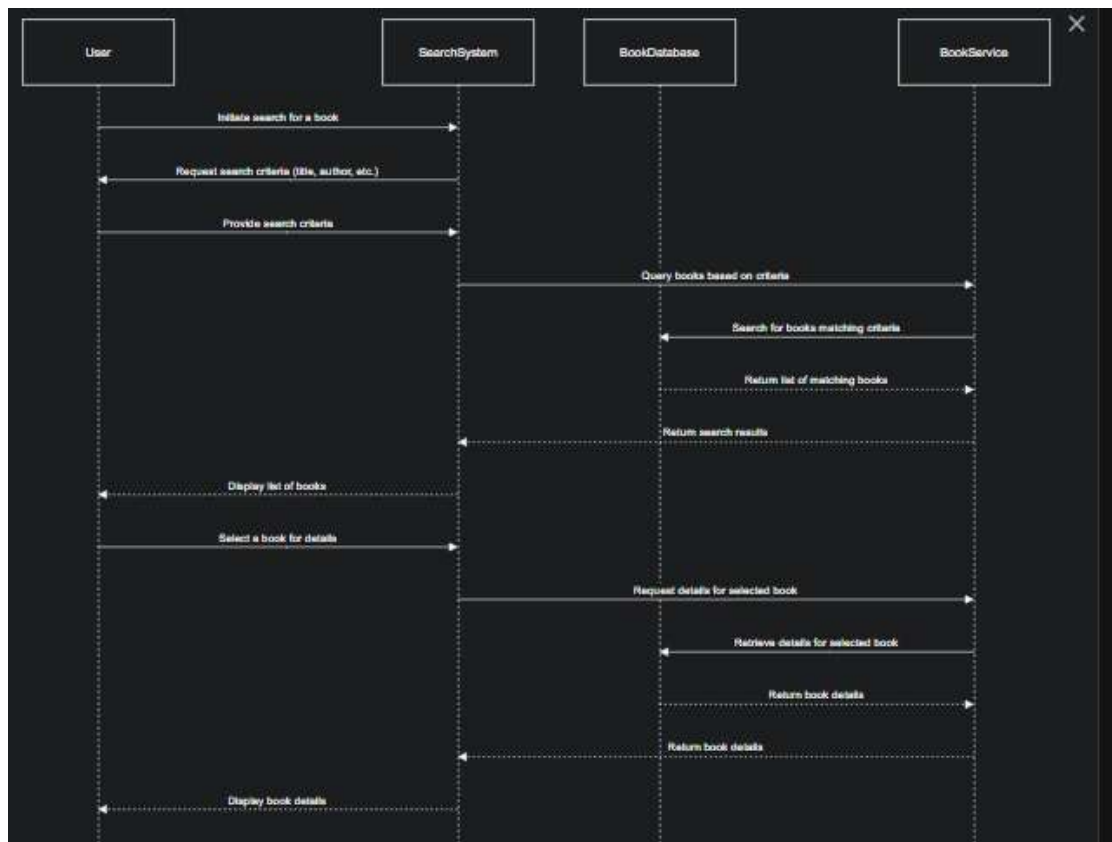 User
SearchSystem
BookDatabase
BookService
Initiate search for a book
Request search criteria (title, author, etc.)
Provide search criteria
Query books based on criteria
Search for books matching criteria
Return list of matching books
Return search results
Display list of books
Select a book for details
Request details for selected book
Retrieve details for selected book
Return book details
Return book details
Display book details